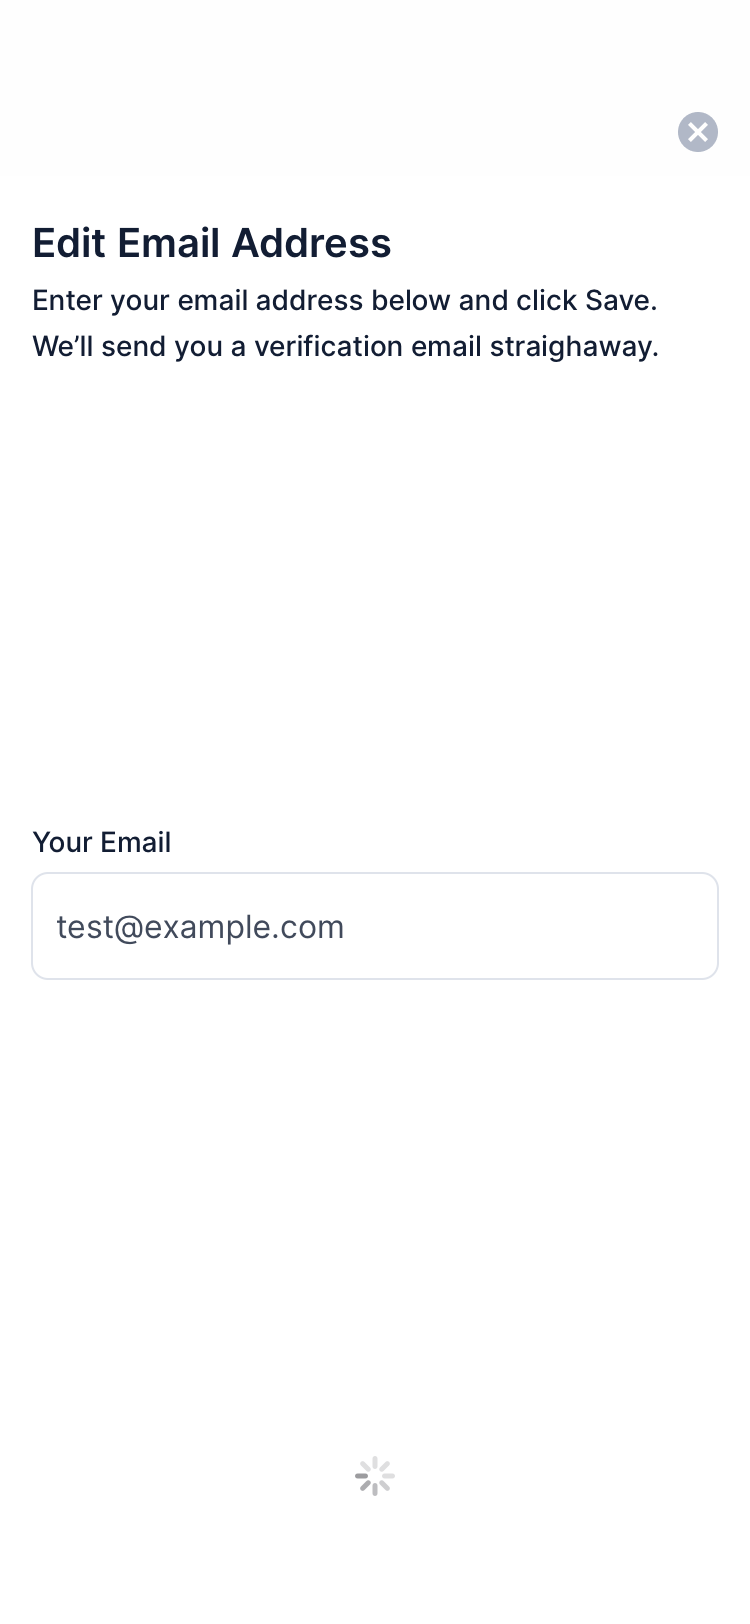 Edit Email Address
Enter your email address below and click Save.
We’ll send you a verification email straighaway.
Your Email
test@example.com